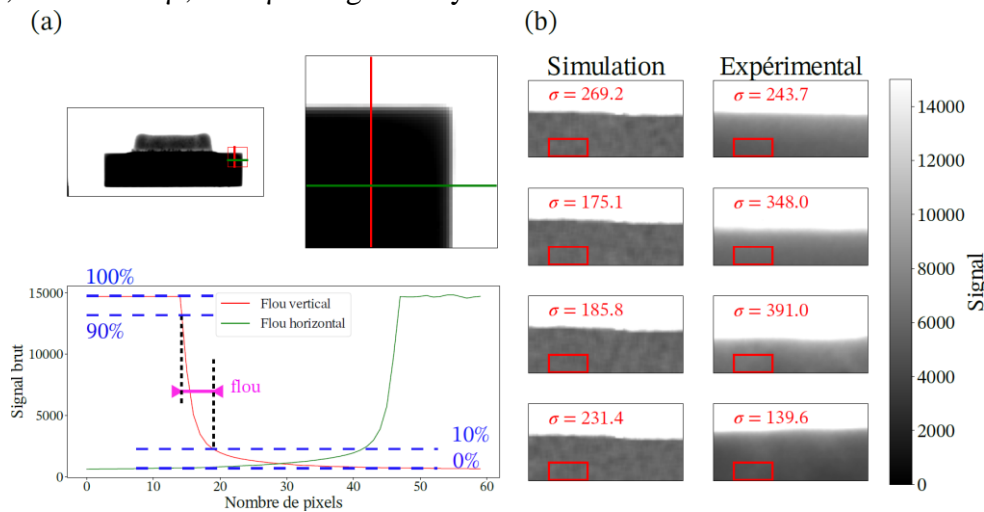 (a)
(b)
Simulation
Expérimental
σ = 269.2
σ = 243.7
σ = 175.1
σ = 348.0
σ = 185.8
σ = 391.0
σ = 231.4
σ = 139.6
14000
12000
10000
8000
6000
4000
2000
0
Signal
100%
90%
Flou vertical
Flou horizontal
flou
10%
0%
15000
10000
5000
0
Signal brut
0
10
20
30
40
50
60
Nombre de pixels